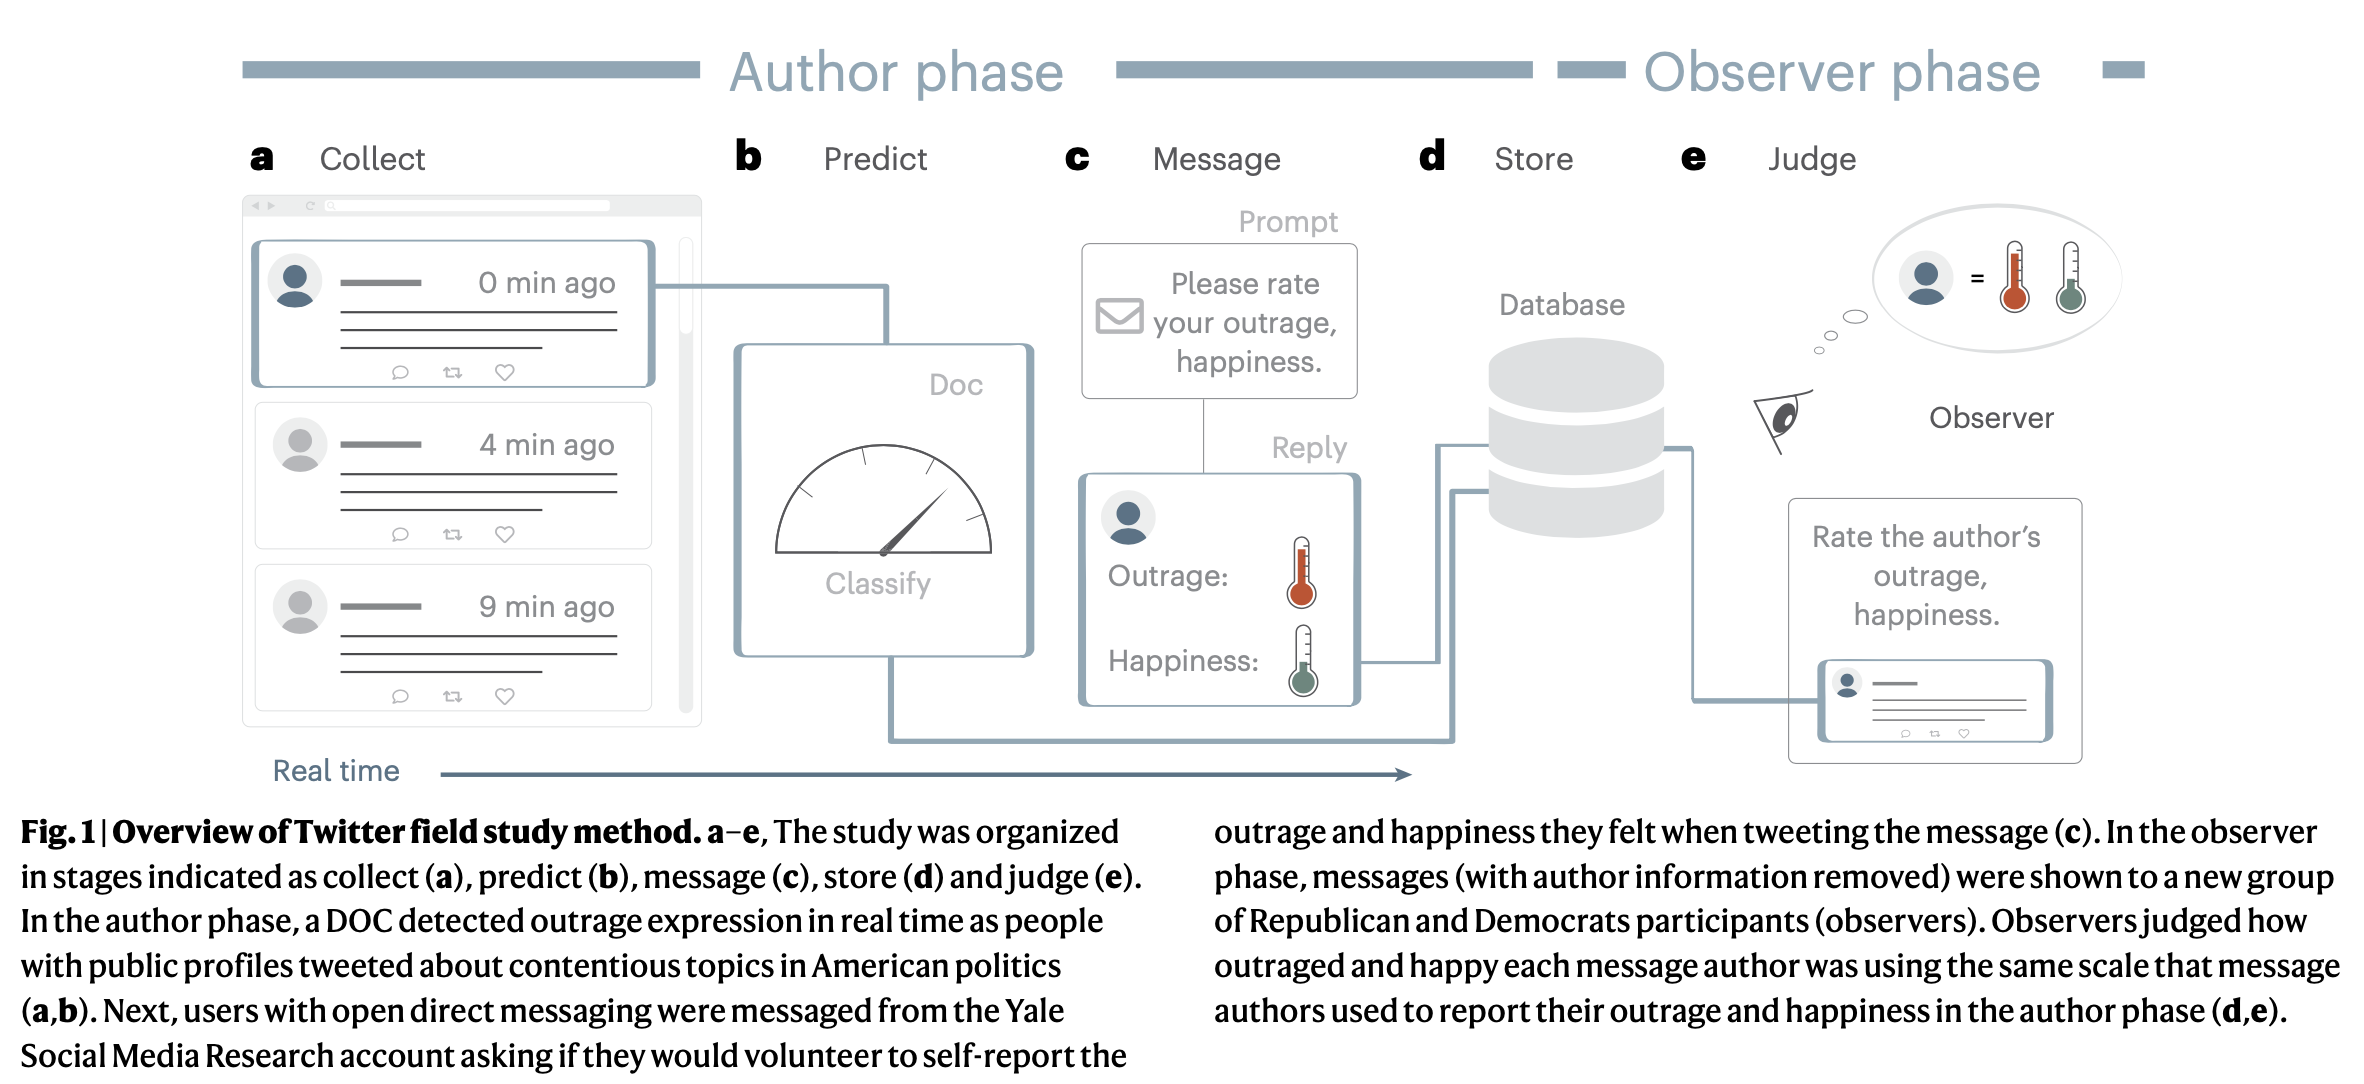 Author phase
Observer phase
a Collect
b Predict
c Message
d Store
e Judge
0 min ago
4 min ago
9 min ago
Doc
Classify
Prompt
Please rate
your outrage,
happiness.
Reply
Outrage:
Happiness:
Database
=
Observer
Rate the author's
outrage,
happiness.
Real time
Fig. 1 | Overview of Twitter field study method. a–e, The study was organized
in stages indicated as collect (a), predict (b), message (c), store (d) and judge (e).
In the author phase, a DOC detected outrage expression in real time as people
with public profiles tweeted about contentious topics in American politics
(a,b). Next, users with open direct messaging were messaged from the Yale
Social Media Research account asking if they would volunteer to self-report the
outrage and happiness they felt when tweeting the message (c). In the observer
phase, messages (with author information removed) were shown to a new group
of Republican and Democrats participants (observers). Observers judged how
outraged and happy each message author was using the same scale that message
authors used to report their outrage and happiness in the author phase (d,e).